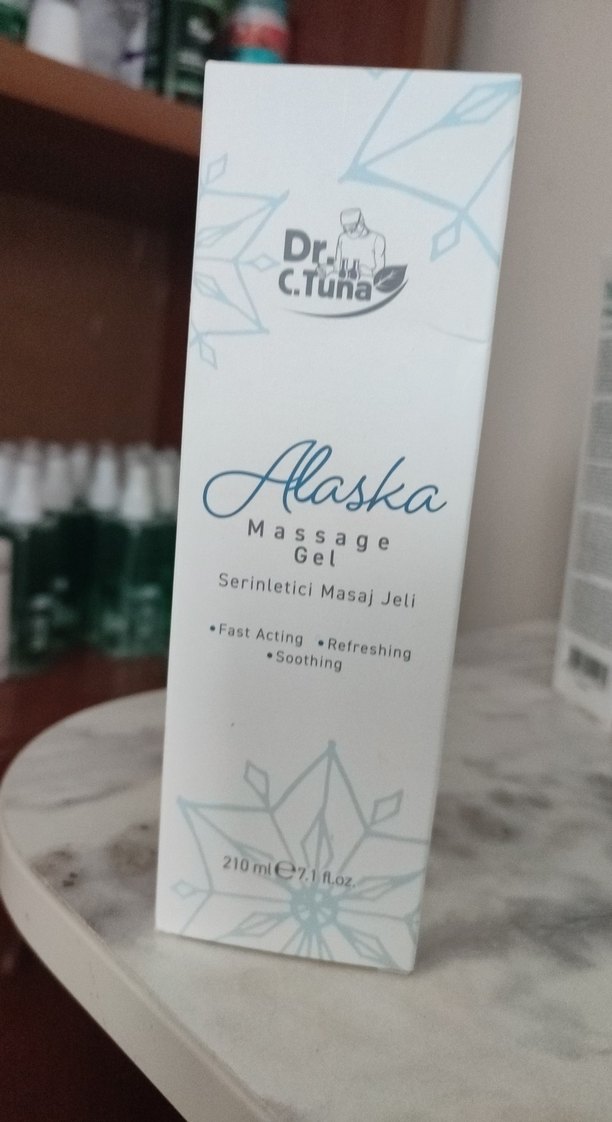 Dr.
C.Tuna
Alaska
Massage
Gel
Serinletici Masaj Jeli
•Fast Acting •Refreshing
•Soothing
210 ml ℮ 7.1 fl.oz.